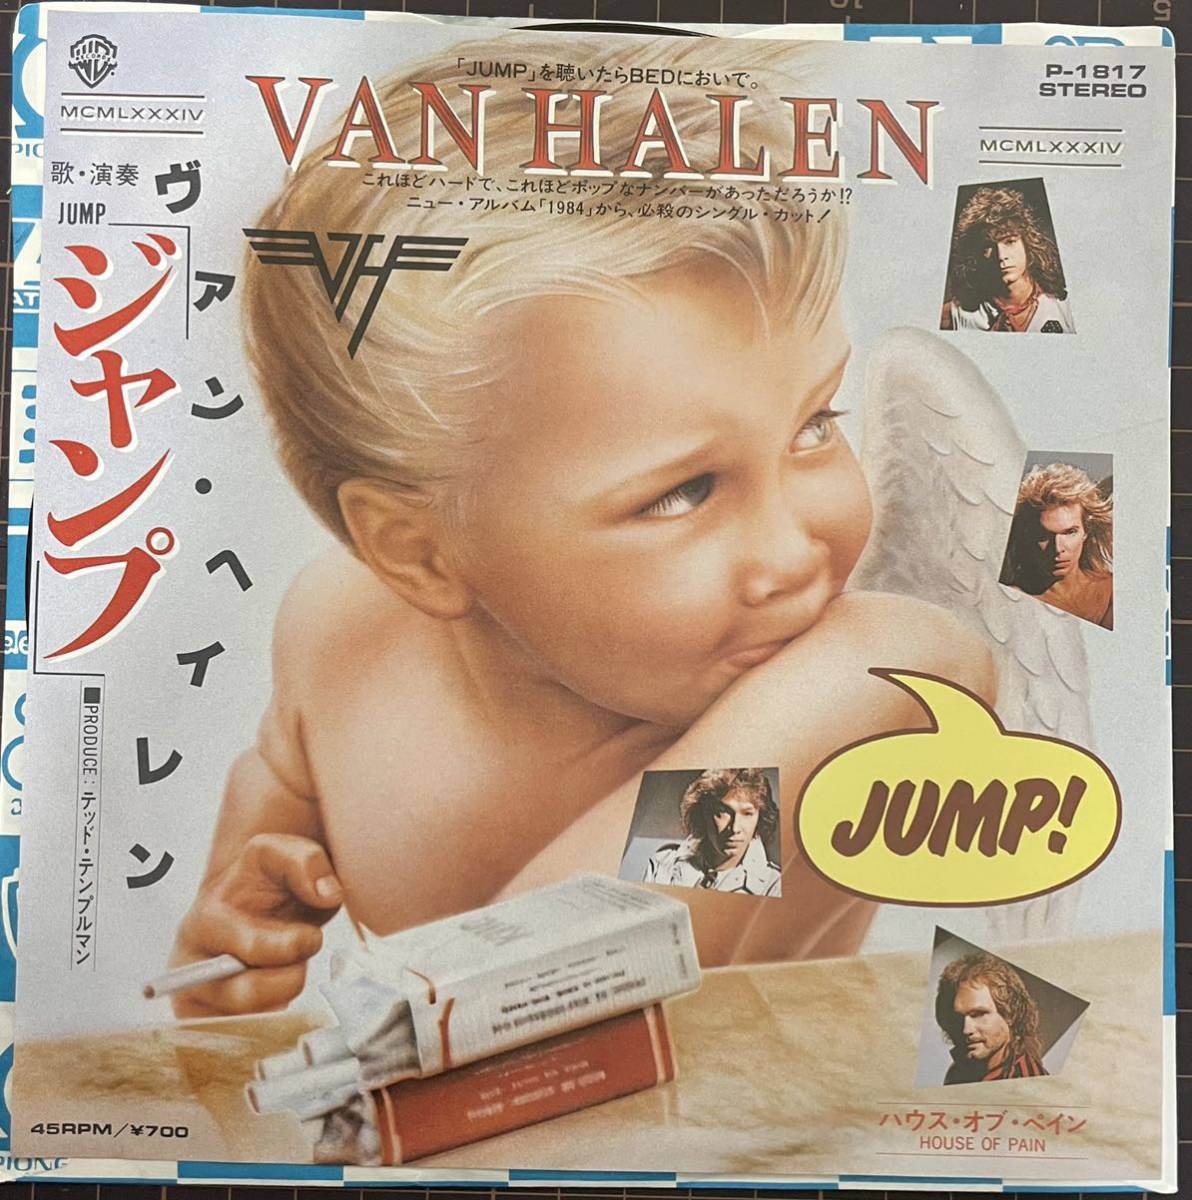 RECORDS
MCMLXXXIV
「JUMP」を聴いたらBEDにおいで。
VAN HALEN
これほどハードで、これほどポップなナンバーがあっただろうか!?
ニュー・アルバム「1984」から、必殺のシングル・カット!
P-1817
STEREO
MCMLXXXIV
歌・演奏
ヴァン・ヘイレン
JUMP
「ジャンプ」
■PRODUCE:テッド・テンプルマン
VH
JUMP!
ハウス・オブ・ペイン
HOUSE OF PAIN
45RPM/¥700